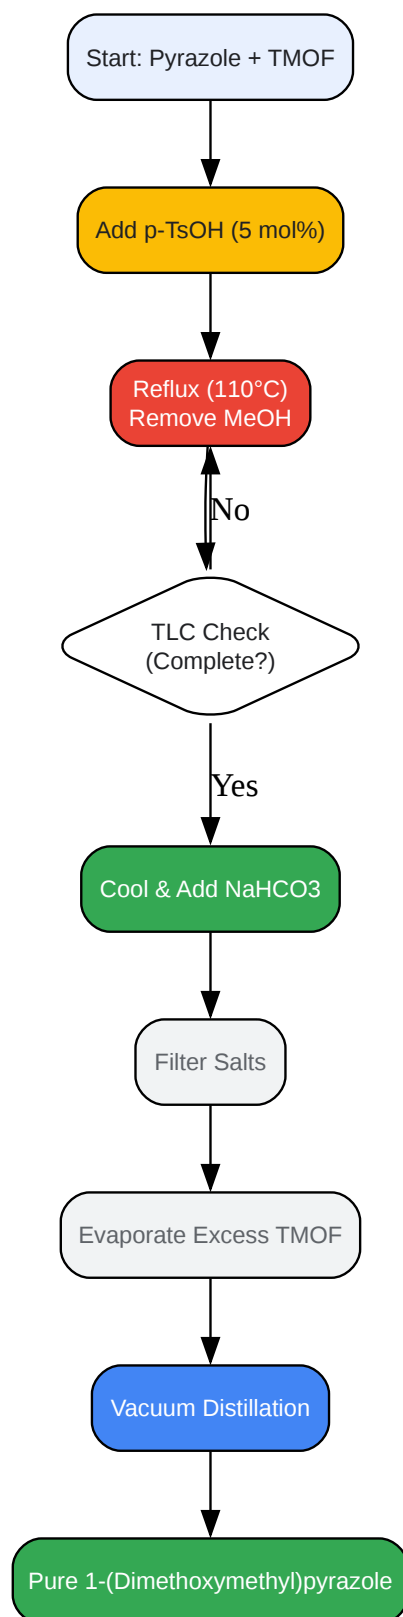 Start: Pyrazole + TMOF
Add p-TsOH (5 mol%)
Reflux (110°C)
Remove MeOH
No
TLC Check
(Complete?)
Yes
Cool & Add NaHCO3
Filter Salts
Evaporate Excess TMOF
Vacuum Distillation
Pure 1-(Dimethoxymethyl)pyrazole